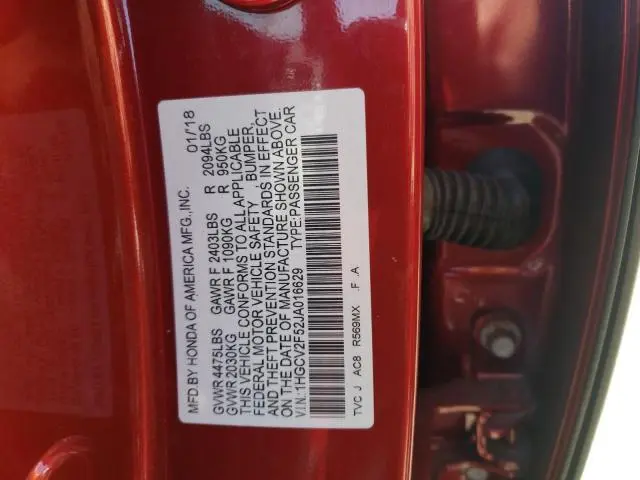 MFD.BY HONDA OF AMERICA MFG.,INC. 01/18
GVWR 4475LBS GAWR F 2403LBS R 2094LBS
GVWR 2030KG GAWR F 1090KG R 950KG
THIS VEHICLE CONFORMS TO ALL APPLICABLE
FEDERAL MOTOR VEHICLE SAFETY , BUMPER,
AND THEFT PREVENTION STANDARDS IN EFFECT
ON THE DATE OF MANUFACTURE SHOWN ABOVE.
V.I.N.:1HGCV2F52JA016629 TYPE:PASSENGER CAR
TVC J AC8 R569MX .F .A